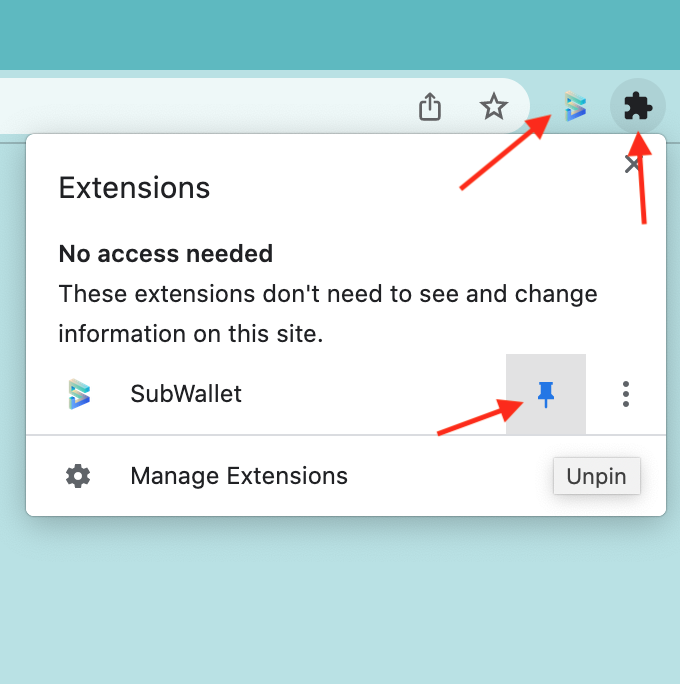 Extensions
No access needed
These extensions don't need to see and change
information on this site.
SubWallet
Manage Extensions
Unpin